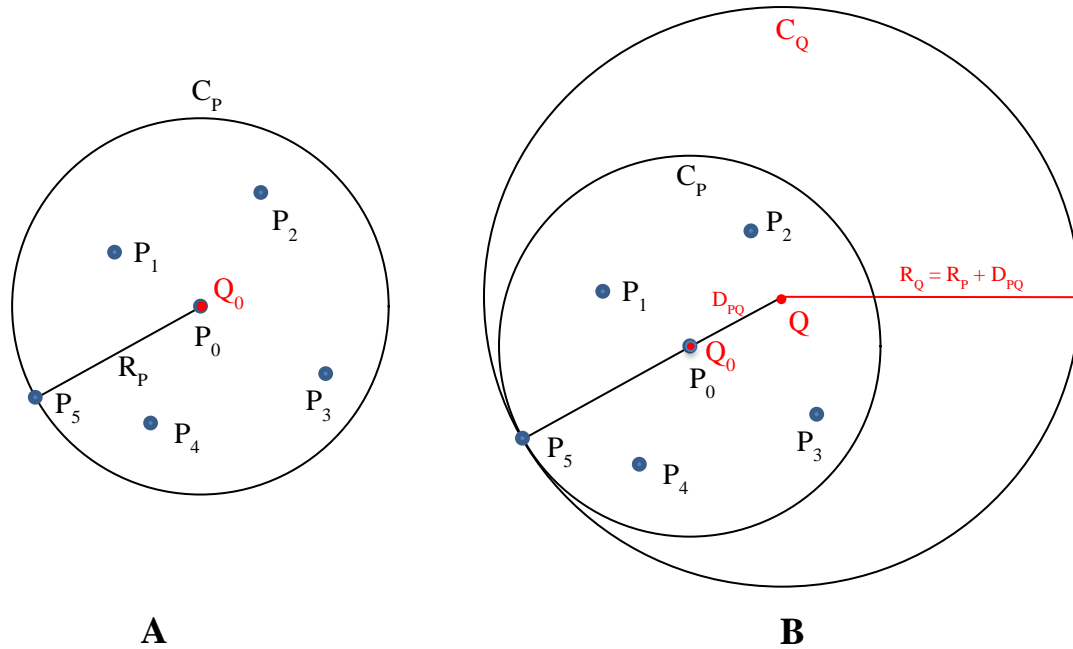 C_P
P_2
P_1
Q_0
P_0
R_P
P_3
P_5
P_4
A
C_Q
C_P
P_2
R_Q = R_P + D_PQ
P_1
D_PQ
Q
Q_0
P_0
P_3
P_5
P_4
B